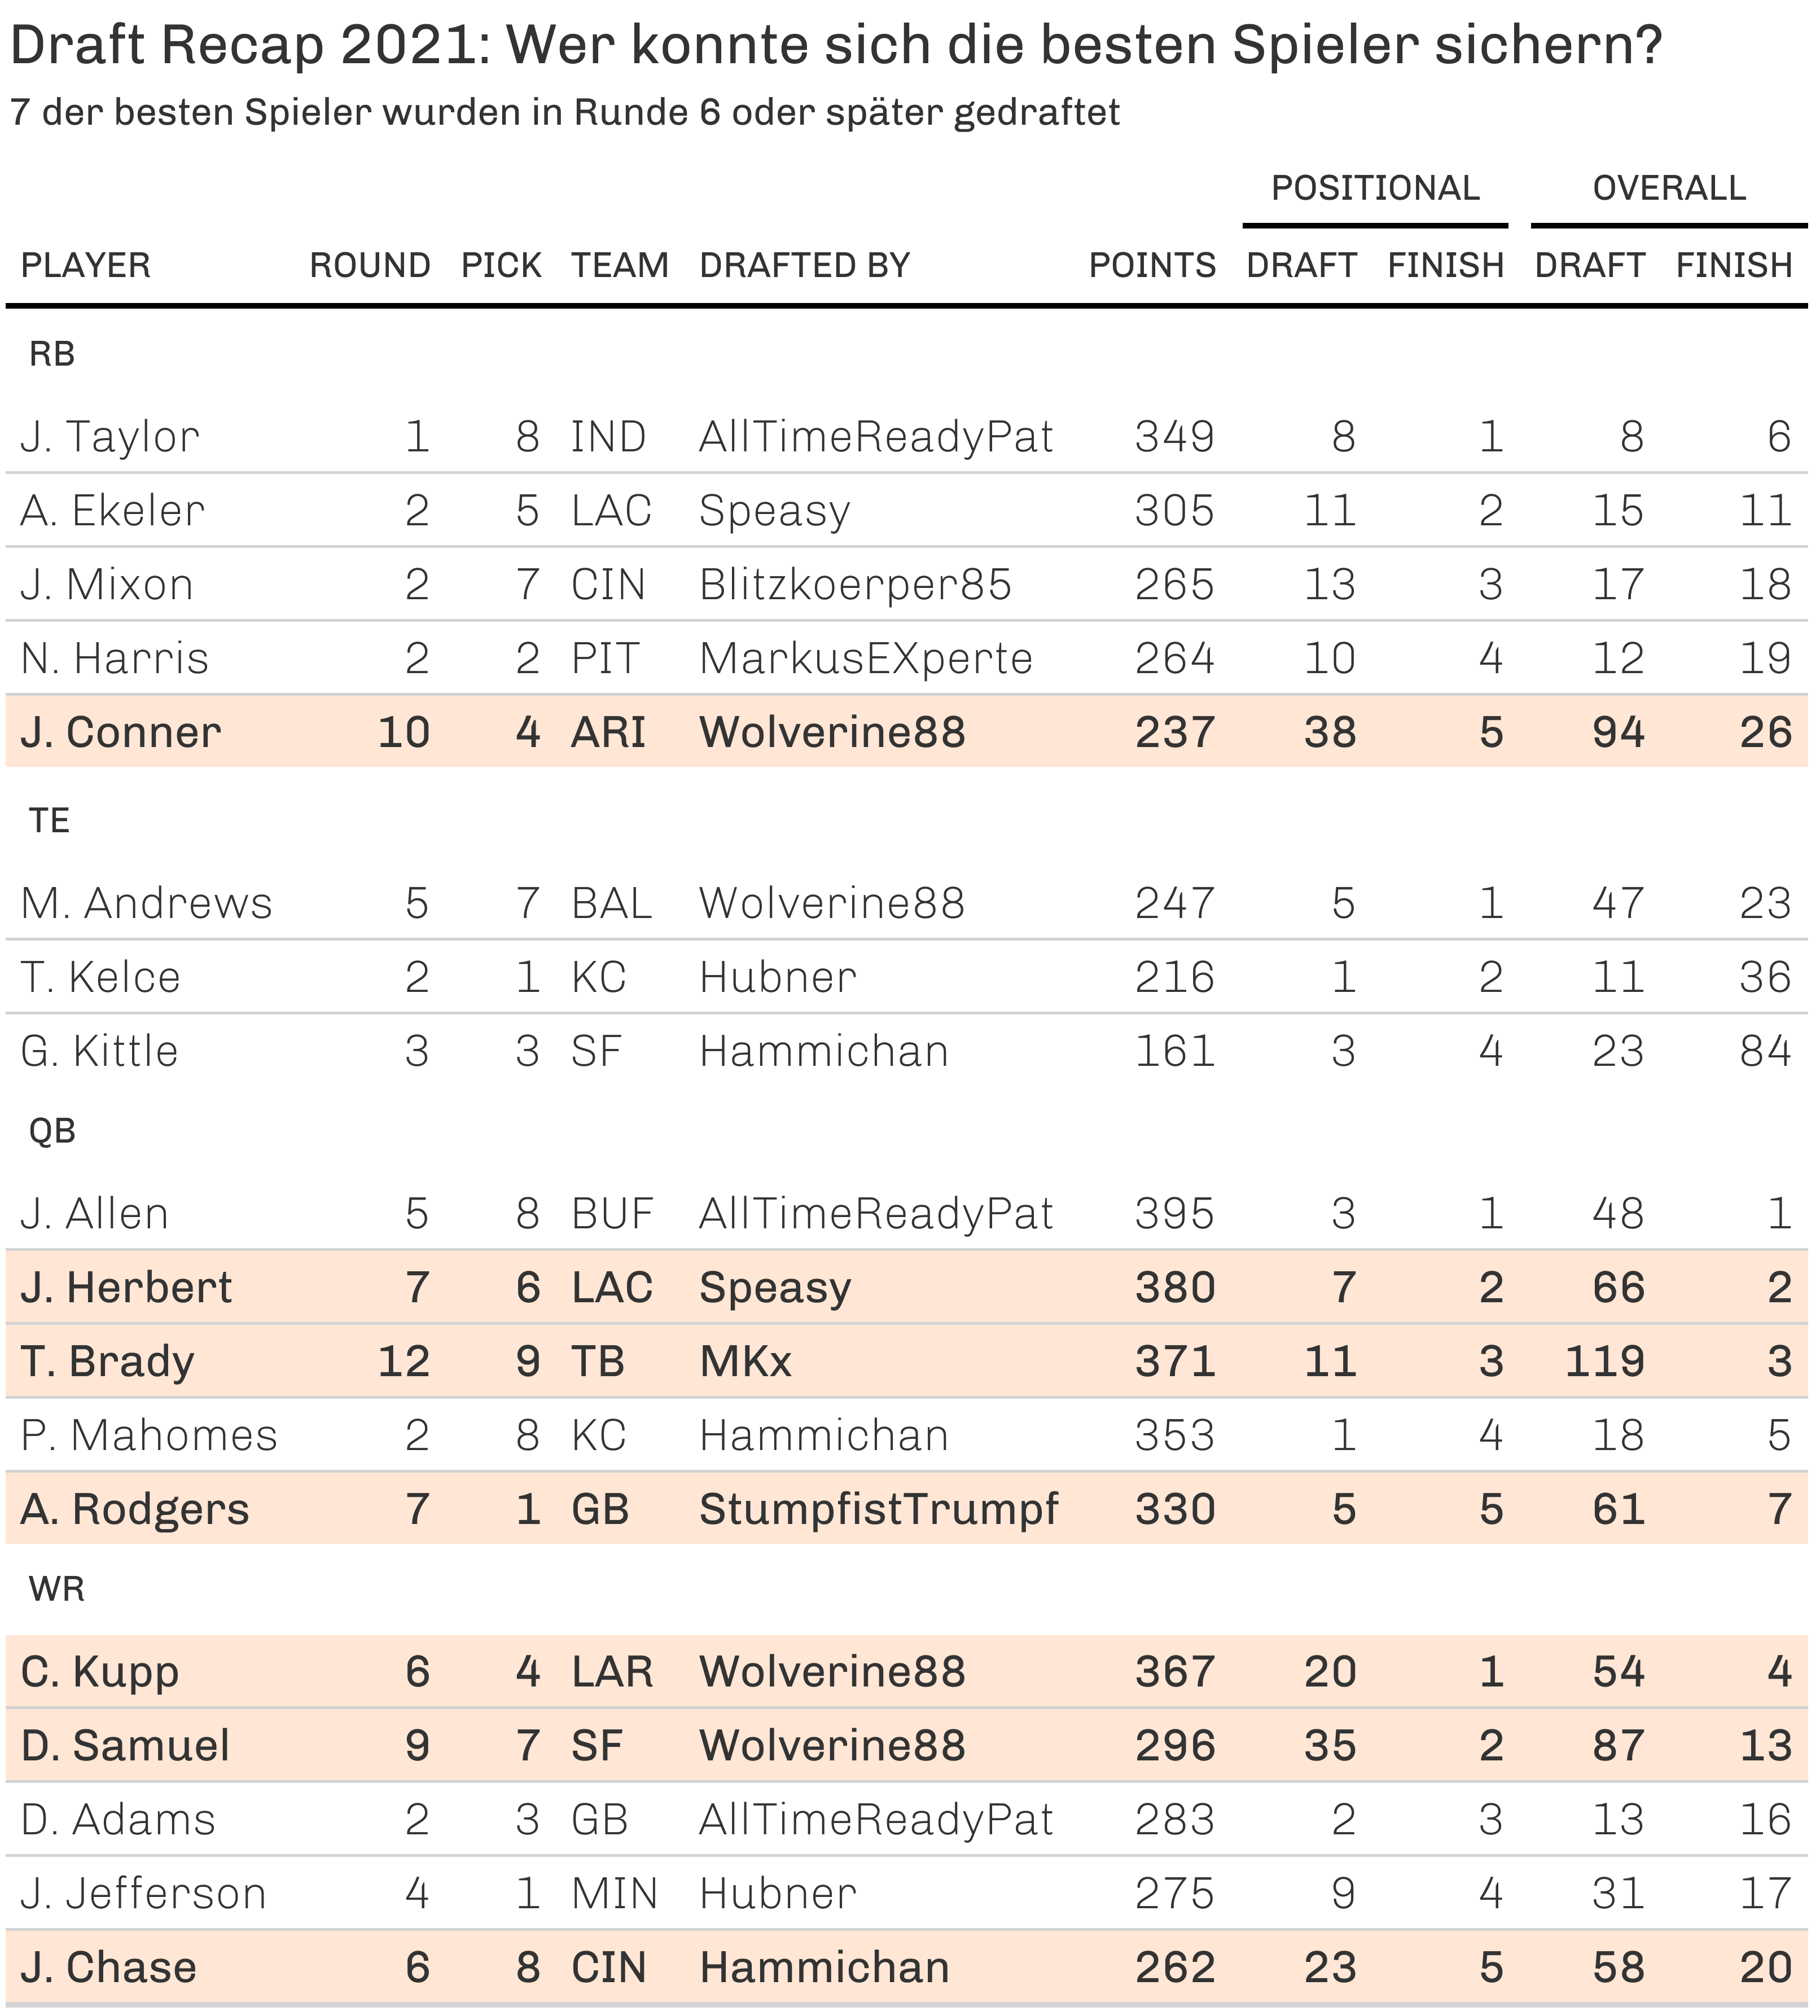 Draft Recap 2021: Wer konnte sich die besten Spieler sichern?
7 der besten Spieler wurden in Runde 6 oder später gedraftet
POSITIONAL OVERALL
PLAYER ROUND PICK TEAM DRAFTED BY POINTS DRAFT FINISH DRAFT FINISH
RB
J. Taylor 1 8 IND AllTimeReadyPat 349 8 1 8 6
A. Ekeler 2 5 LAC Speasy 305 11 2 15 11
J. Mixon 2 7 CIN Blitzkoerper85 265 13 3 17 18
N. Harris 2 2 PIT MarkusEXperte 264 10 4 12 19
J. Conner 10 4 ARI Wolverine88 237 38 5 94 26
TE
M. Andrews 5 7 BAL Wolverine88 247 5 1 47 23
T. Kelce 2 1 KC Hubner 216 1 2 11 36
G. Kittle 3 3 SF Hammichan 161 3 4 23 84
QB
J. Allen 5 8 BUF AllTimeReadyPat 395 3 1 48 1
J. Herbert 7 6 LAC Speasy 380 7 2 66 2
T. Brady 12 9 TB MKx 371 11 3 119 3
P. Mahomes 2 8 KC Hammichan 353 1 4 18 5
A. Rodgers 7 1 GB StumpfistTrumpf 330 5 5 61 7
WR
C. Kupp 6 4 LAR Wolverine88 367 20 1 54 4
D. Samuel 9 7 SF Wolverine88 296 35 2 87 13
D. Adams 2 3 GB AllTimeReadyPat 283 2 3 13 16
J. Jefferson 4 1 MIN Hubner 275 9 4 31 17
J. Chase 6 8 CIN Hammichan 262 23 5 58 20